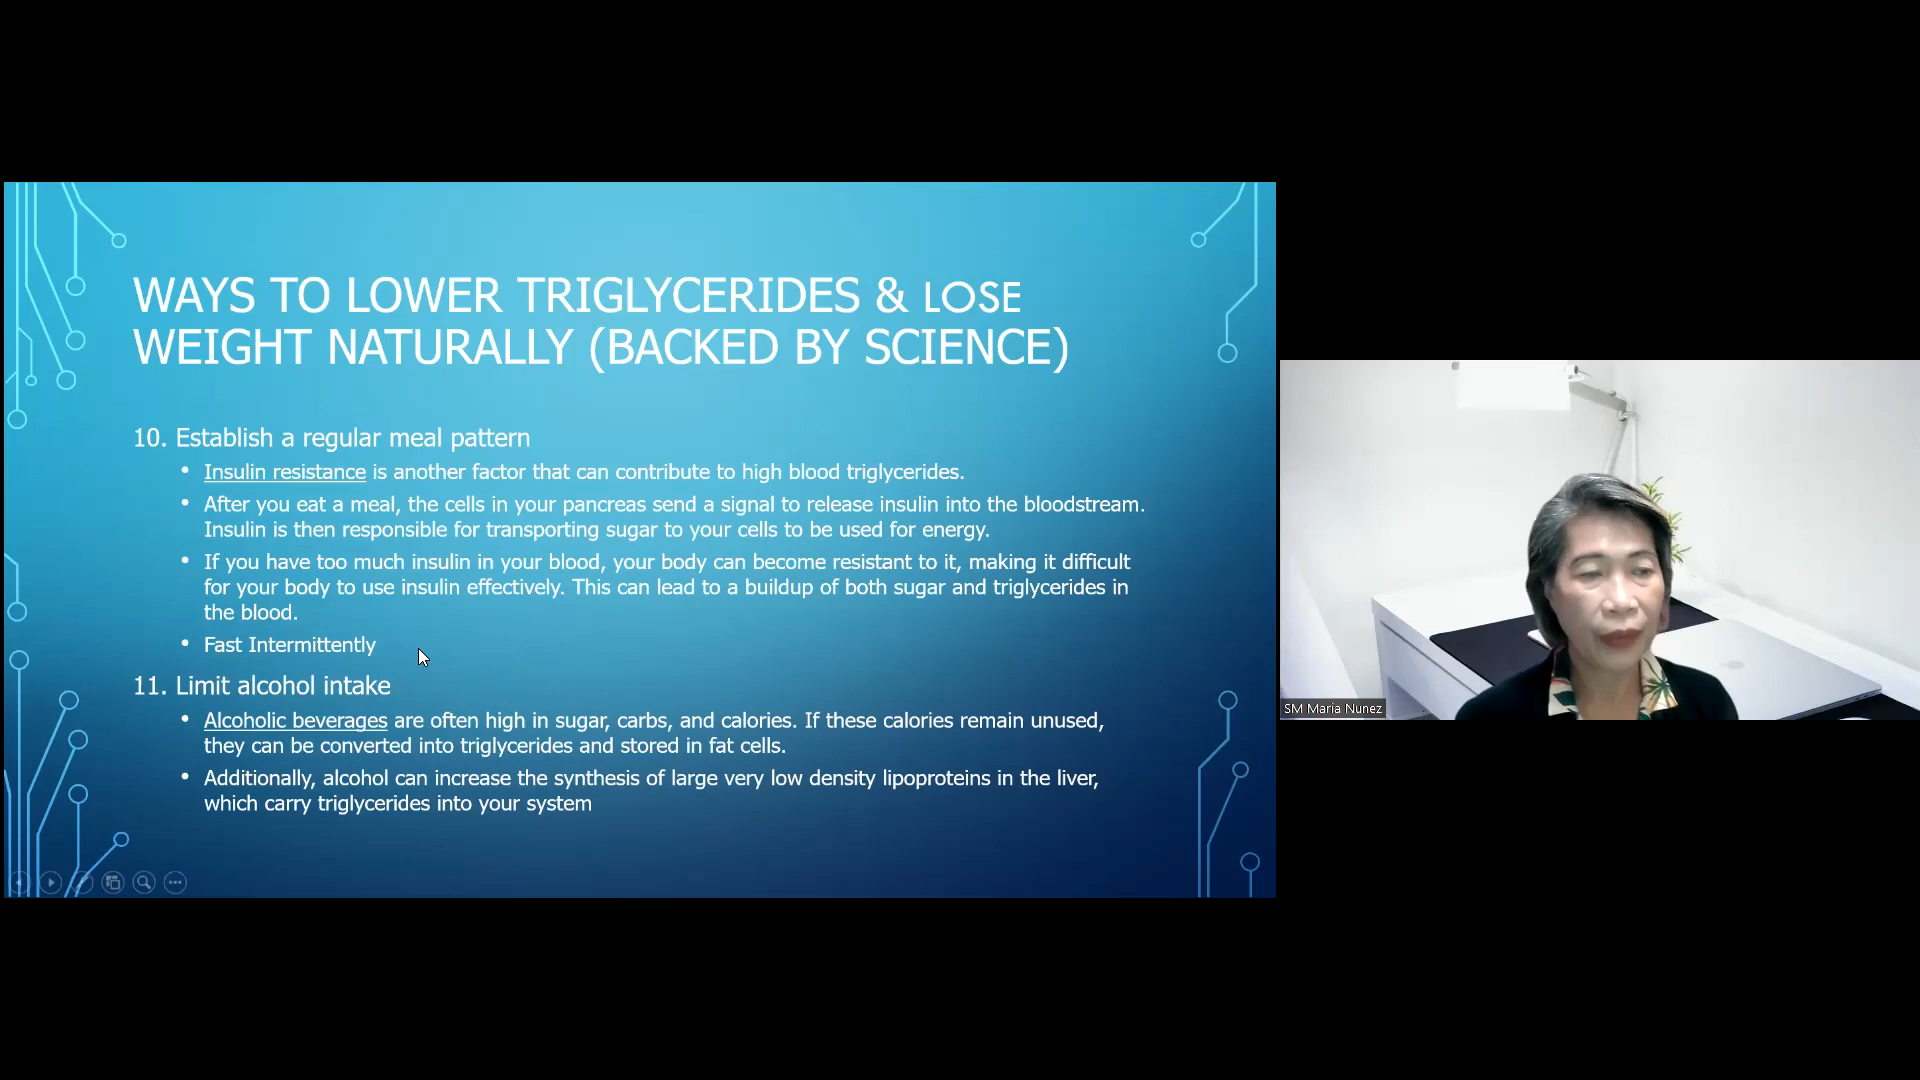 WAYS TO LOWER TRIGLYCERIDES & LOSE
WEIGHT NATURALLY (BACKED BY SCIENCE)
10. Establish a regular meal pattern
• Insulin resistance is another factor that can contribute to high blood triglycerides.
• After you eat a meal, the cells in your pancreas send a signal to release insulin into the bloodstream.
Insulin is then responsible for transporting sugar to your cells to be used for energy.
• If you have too much insulin in your blood, your body can become resistant to it, making it difficult
for your body to use insulin effectively. This can lead to a buildup of both sugar and triglycerides in
the blood.
• Fast Intermittently
11. Limit alcohol intake
• Alcoholic beverages are often high in sugar, carbs, and calories. If these calories remain unused,
they can be converted into triglycerides and stored in fat cells.
• Additionally, alcohol can increase the synthesis of large very low density lipoproteins in the liver,
which carry triglycerides into your system
SM Maria Nunez